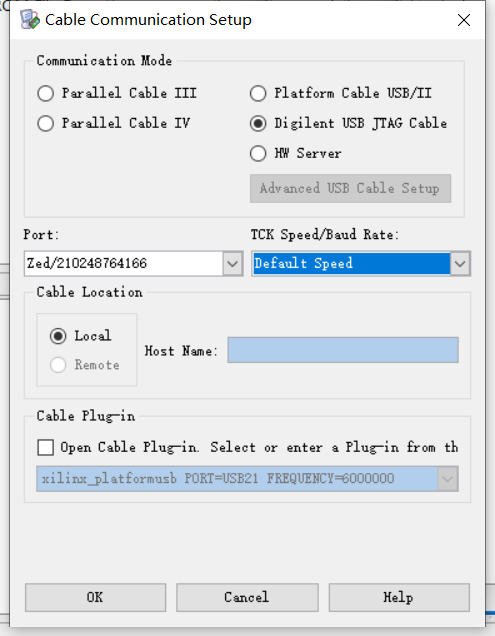 Cable Communication Setup
Communication Mode
Parallel Cable III
Platform Cable USB/II
Parallel Cable IV
Digilent USB JTAG Cable
HW Server
Advanced USB Cable Setup
Port:
TCK Speed/Baud Rate:
Zed/210248764166
Default Speed
Cable Location
Local
Remote
Host Name:
Cable Plug-in
Open Cable Plug-in. Select or enter a Plug-in from th
xilinx_platformusb PORT=USB21 FREQUENCY=6000000
OK
Cancel
Help